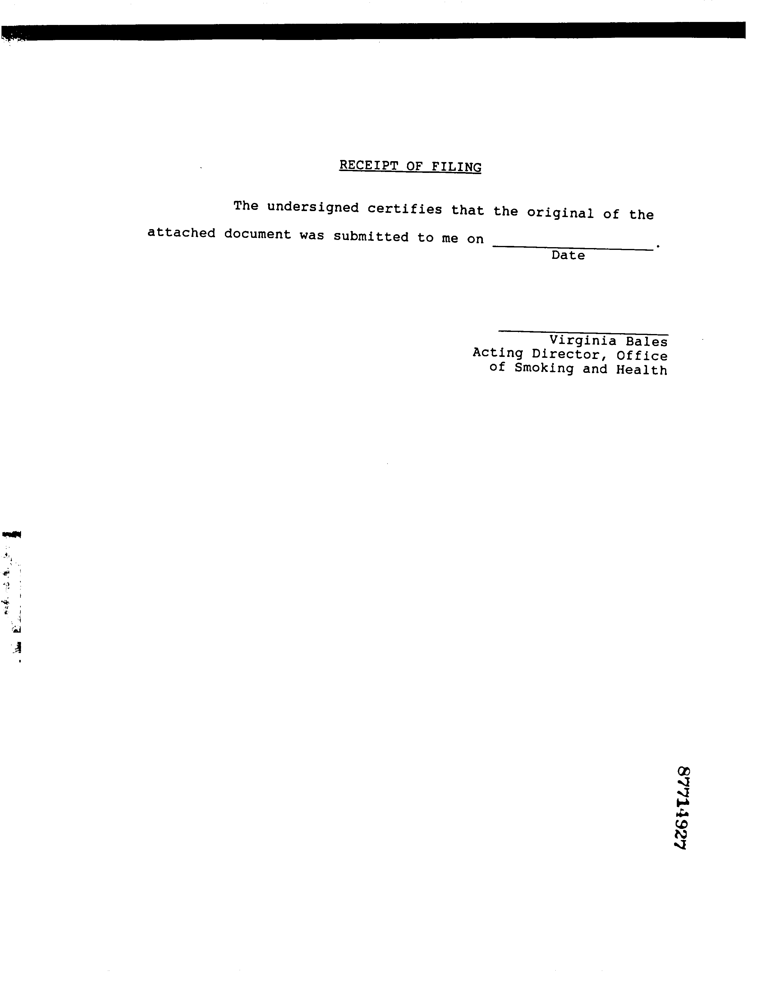 RECEIPT OF FILING
The undersigned certifies that the original of the
attached document was submitted to me on ____________.
Date
Virginia Bales
Acting Director, Office
of Smoking and Health
87714927